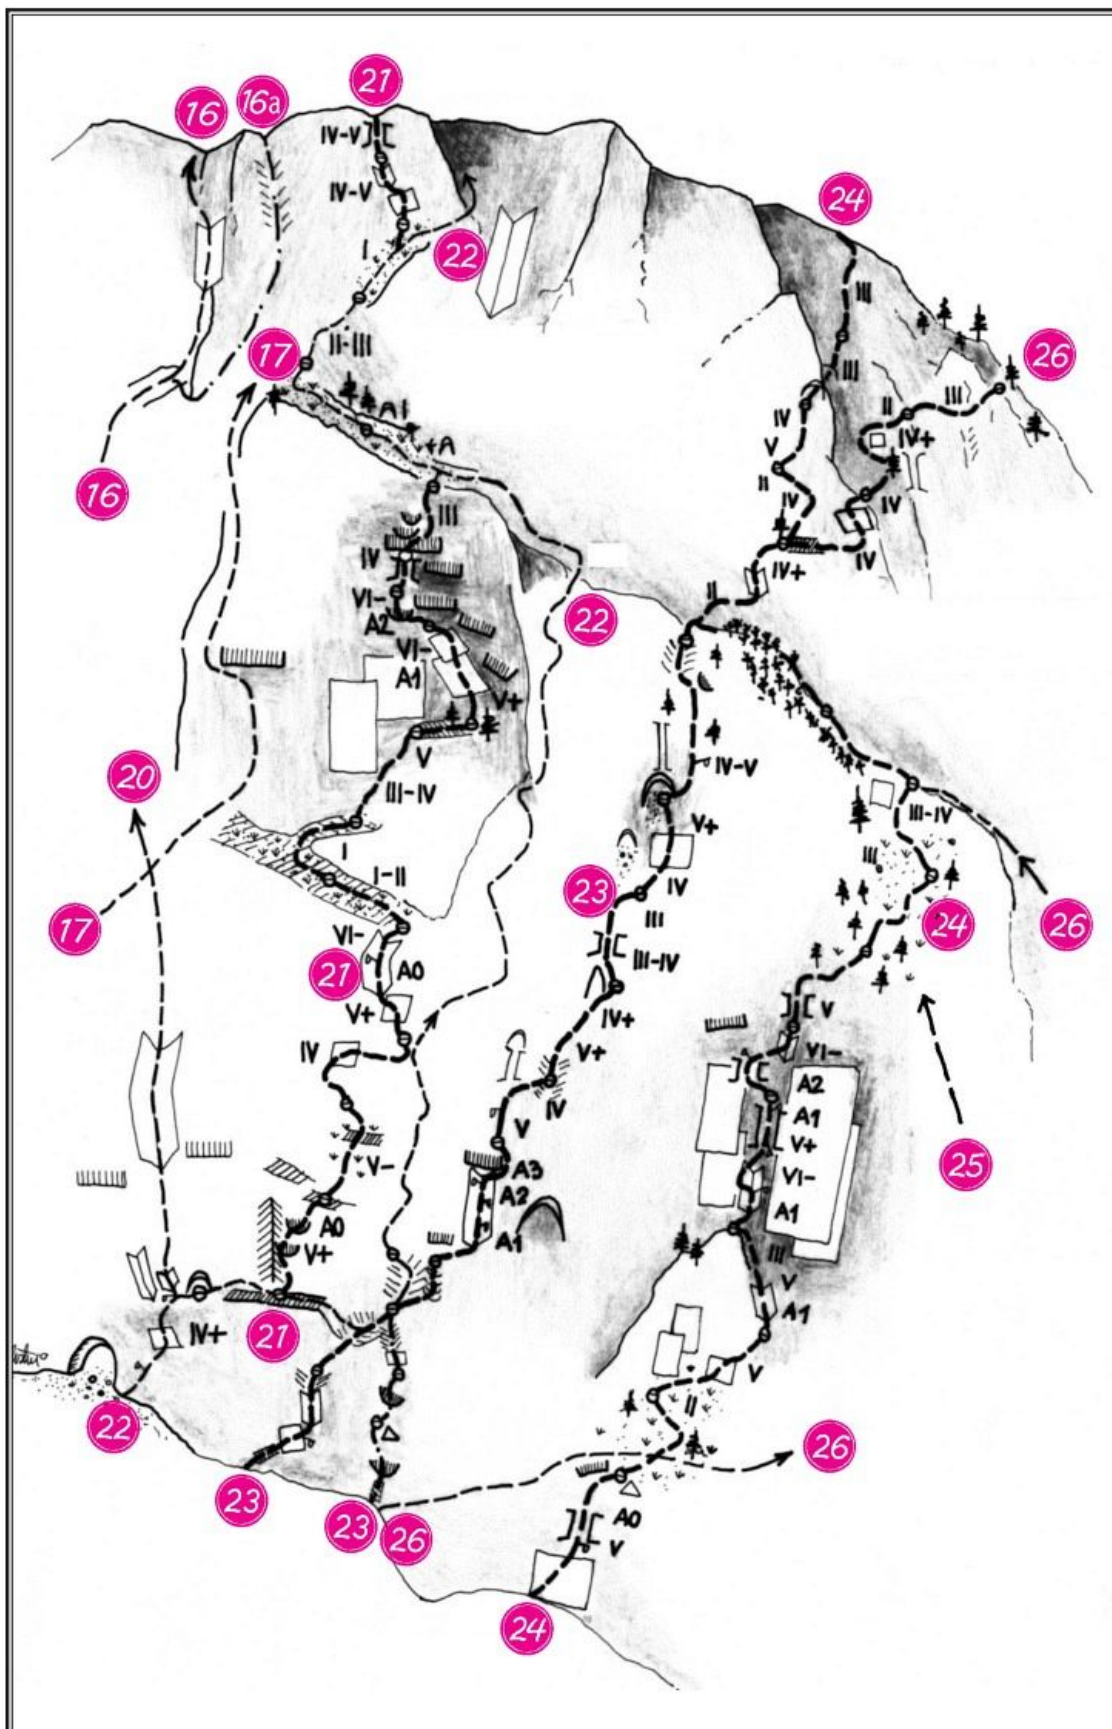 21
16
16a
IV-V
IV-V
24
22
I
III
II-III
17
26
III
III
II
IV
IV+
A1
V
II
16
IV
IV
III
IV+
IV
IV
II
VI-
22
A2
VI-
A1
V+
V
IV-V
20
III-IV
III-IV
V+
I
III
I-II
23
IV
17
III
24
26
VI-
21
A0
III-IV
V+
IV+
V
IV
V+
VI-
A2
IV
A1
V
V+
V-
25
A3
VI-
A2
A0
A1
A1
V+
III
V
21
A1
IV+
V
22
II
26
23
23
26
A0
V
24